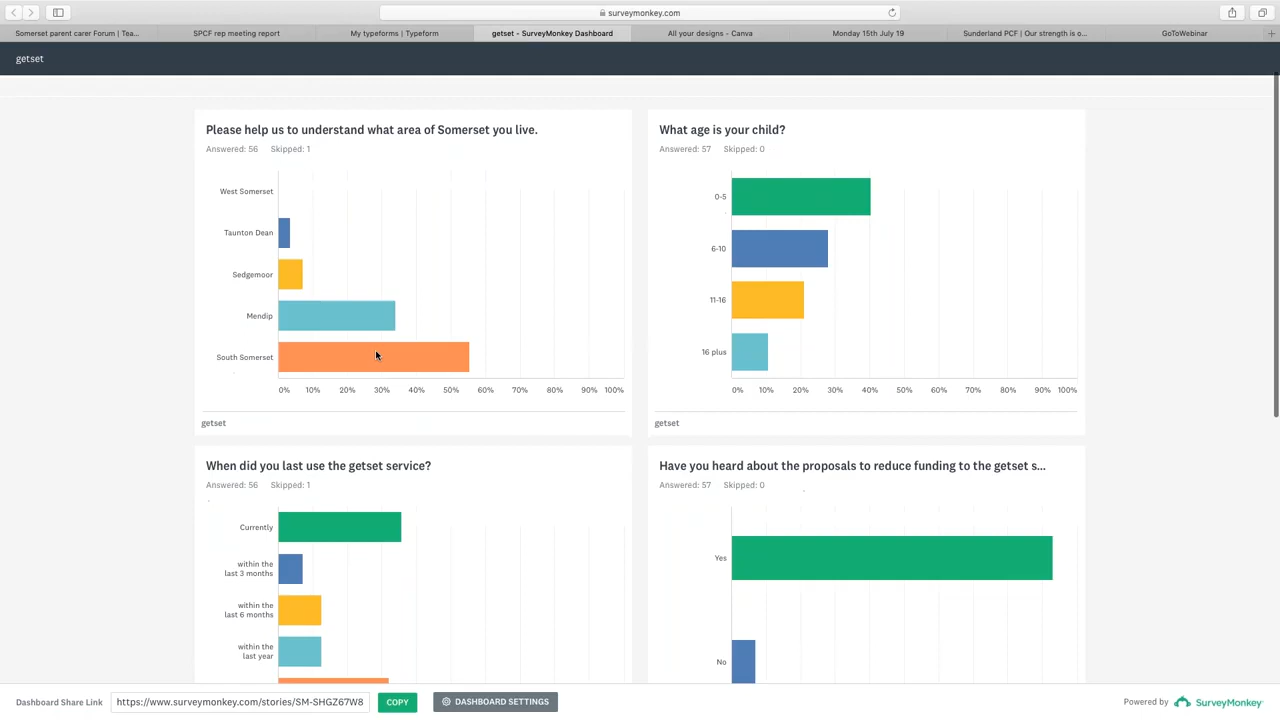 surveymonkey.com
Somerset parent carer Forum | Tea...
SPCF rep meeting report
My typeforms | Typeform
getset - SurveyMonkey Dashboard
All your designs - Canva
Monday 15th July 19
Sunderland PCF | Our strength is o...
GoToWebinar
getset
Please help us to understand what area of Somerset you live.
Answered: 56 Skipped: 1
West Somerset
Taunton Dean
Sedgemoor
Mendip
South Somerset
0% 10% 20% 30% 40% 50% 60% 70% 80% 90% 100%
getset
What age is your child?
Answered: 57 Skipped: 0
0-5
6-10
11-16
16 plus
0% 10% 20% 30% 40% 50% 60% 70% 80% 90% 100%
getset
When did you last use the getset service?
Answered: 56 Skipped: 1
Currently
within the
last 3 months
within the
last 6 months
within the
last year
Have you heard about the proposals to reduce funding to the getset s...
Answered: 57 Skipped: 0
Yes
No
Dashboard Share Link
https://www.surveymonkey.com/stories/SM-SHGZ67W8
COPY
DASHBOARD SETTINGS
Powered by SurveyMonkey